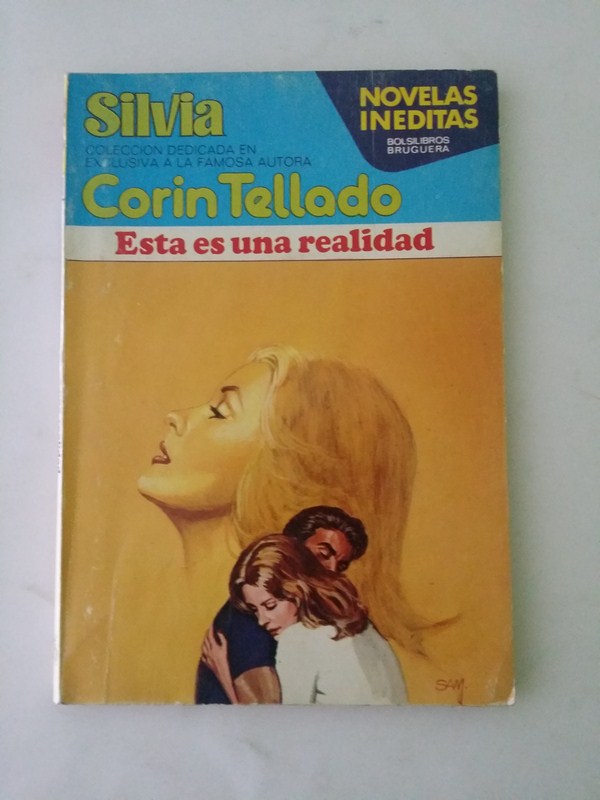 Silvia
COLECCION DEDICADA EN
EXCLUSIVA A LA FAMOSA AUTORA
Corin Tellado
NOVELAS
INEDITAS
BOLSILIBROS
BRUGUERA
Esta es una realidad
SAM